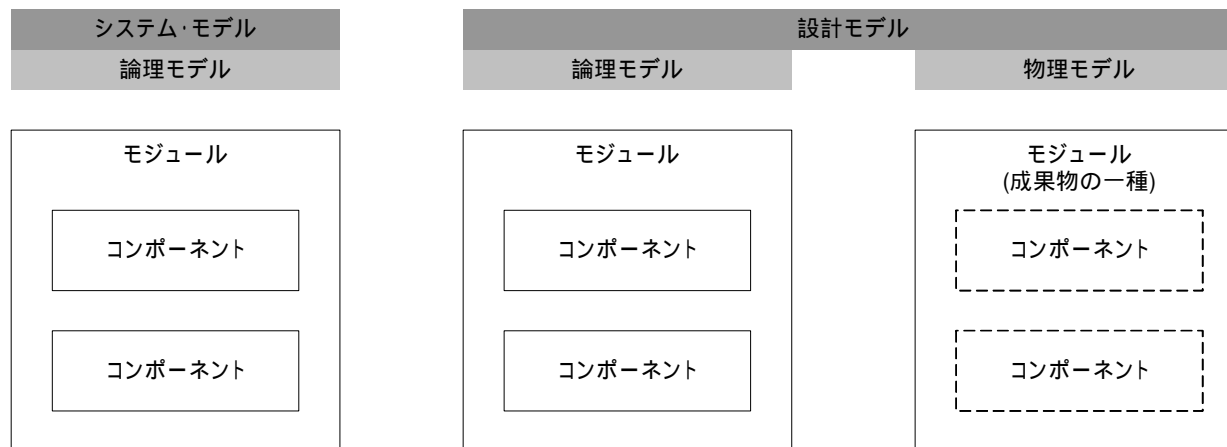 システム・モデル
設計モデル
論理モデル
論理モデル
物理モデル
モジュール
モジュール
モジュール
(成果物の一種)
コンポーネント
コンポーネント
コンポーネント
コンポーネント
コンポーネント
コンポーネント